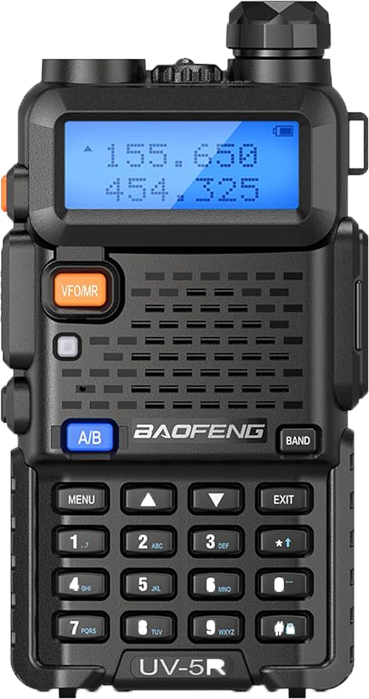 155.650
454.325
VFO/MR
A/B BAOFENG BAND
MENU ▲ ▼ EXIT
1..? 2 ABC 3 DEF *↑
4 GHI 5 JKL 6 MNO 0
7 PQRS 8 TUV 9 WXYZ #
UV-5R